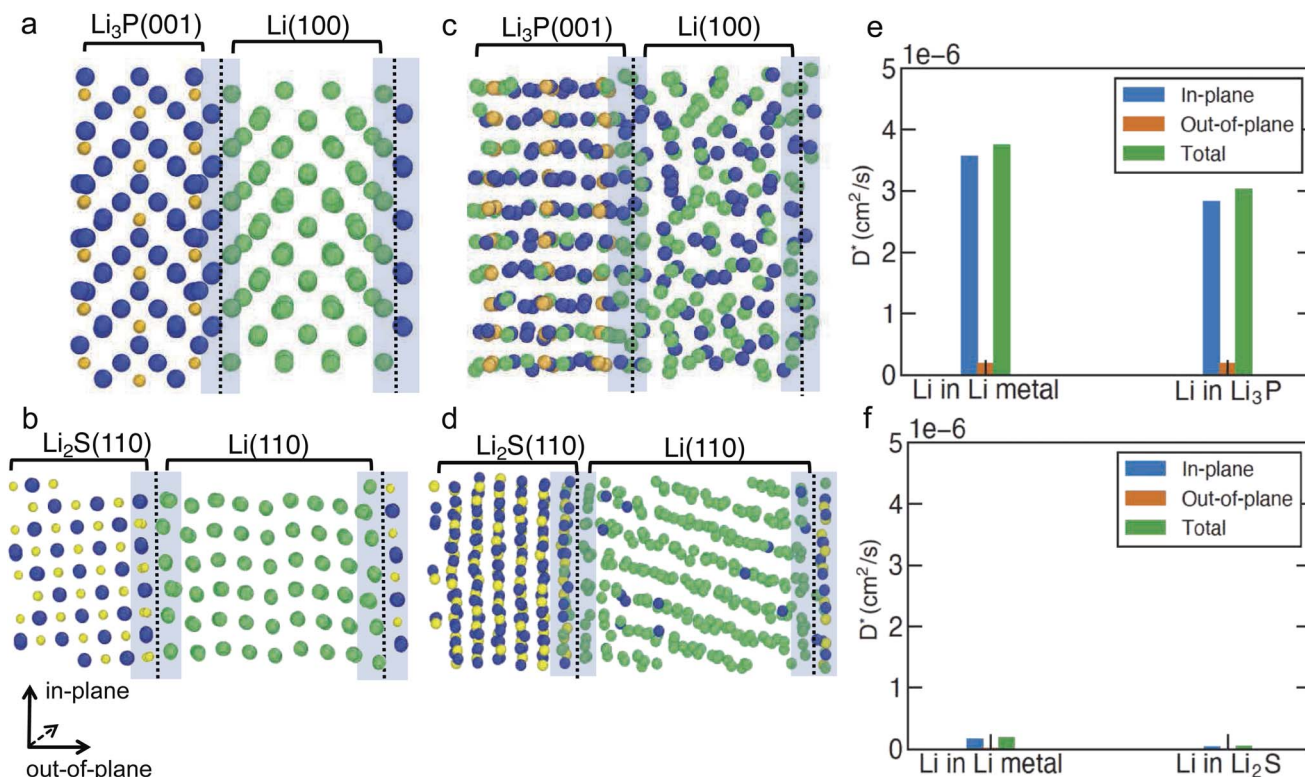 a
Li₃P(001)
Li(100)
b
Li₂S(110)
Li(110)
in-plane
out-of-plane
c
Li₃P(001)
Li(100)
d
Li₂S(110)
Li(110)
e
1e-6
5
4
3
2
1
0
D* (cm²/s)
In-plane
Out-of-plane
Total
Li in Li metal
Li in Li₃P
f
1e-6
5
4
3
2
1
0
D* (cm²/s)
In-plane
Out-of-plane
Total
Li in Li metal
Li in Li₂S